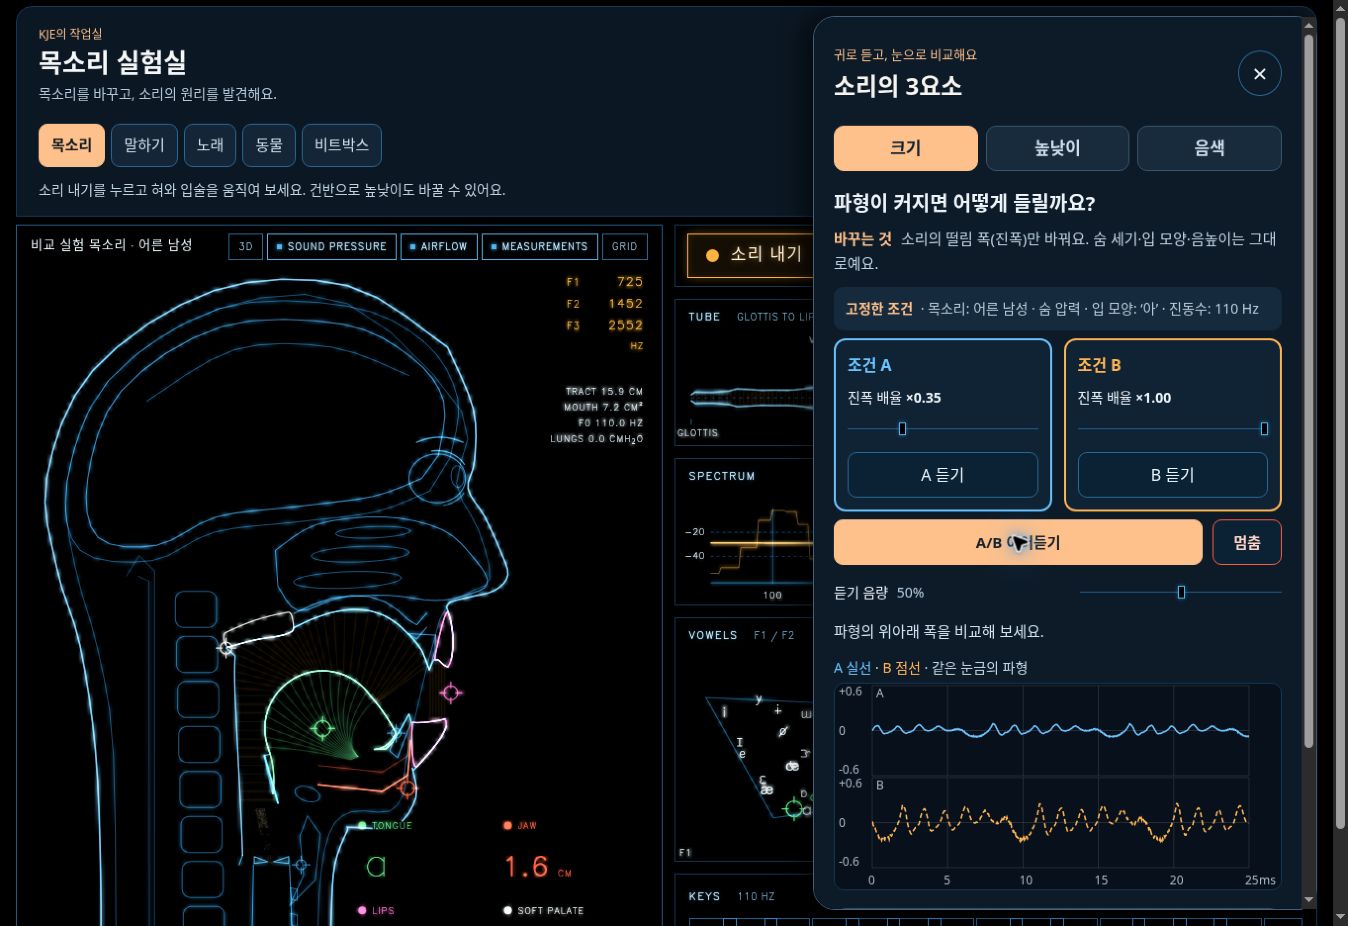 KJE의 작업실
목소리 실험실
목소리를 바꾸고, 소리의 원리를 발견해요.
목소리 말하기 노래 동물 비트박스
소리 내기를 누르고 혀와 입술을 움직여 보세요. 건반으로 높낮이도 바꿀 수 있어요.
비교 실험 목소리 · 어른 남성
3D SOUND PRESSURE AIRFLOW MEASUREMENTS GRID
F1 725
F2 1452
F3 2552
HZ
TRACT 15.9 CM
MOUTH 7.2 CM²
F0 110.0 HZ
LUNGS 0.0 CMH₂O
TONGUE
ɑ
JAW
1.6 CM
LIPS
SOFT PALATE
소리 내기
TUBE GLOTTIS TO LIP
GLOTTIS
SPECTRUM
-20
-40
100
VOWELS F1 / F2
i y ɨ ɯ
I ø
e
œ
æ ɑ
F1
KEYS 110 HZ
귀로 듣고, 눈으로 비교해요
소리의 3요소
×
크기 높낮이 음색
파형이 커지면 어떻게 들릴까요?
바꾸는 것 소리의 떨림 폭(진폭)만 바꿔요. 숨 세기·입 모양·음높이는 그대
로예요.
고정한 조건 · 목소리: 어른 남성 · 숨 압력 · 입 모양: ‘아’ · 진동수: 110 Hz
조건 A
진폭 배율 ×0.35
A 듣기
조건 B
진폭 배율 ×1.00
B 듣기
A/B 듣기
멈춤
듣기 음량 50%
파형의 위아래 폭을 비교해 보세요.
A 실선 · B 점선 · 같은 눈금의 파형
+0.6 A
0
-0.6
+0.6 B
0
-0.6
0 5 10 15 20 25ms